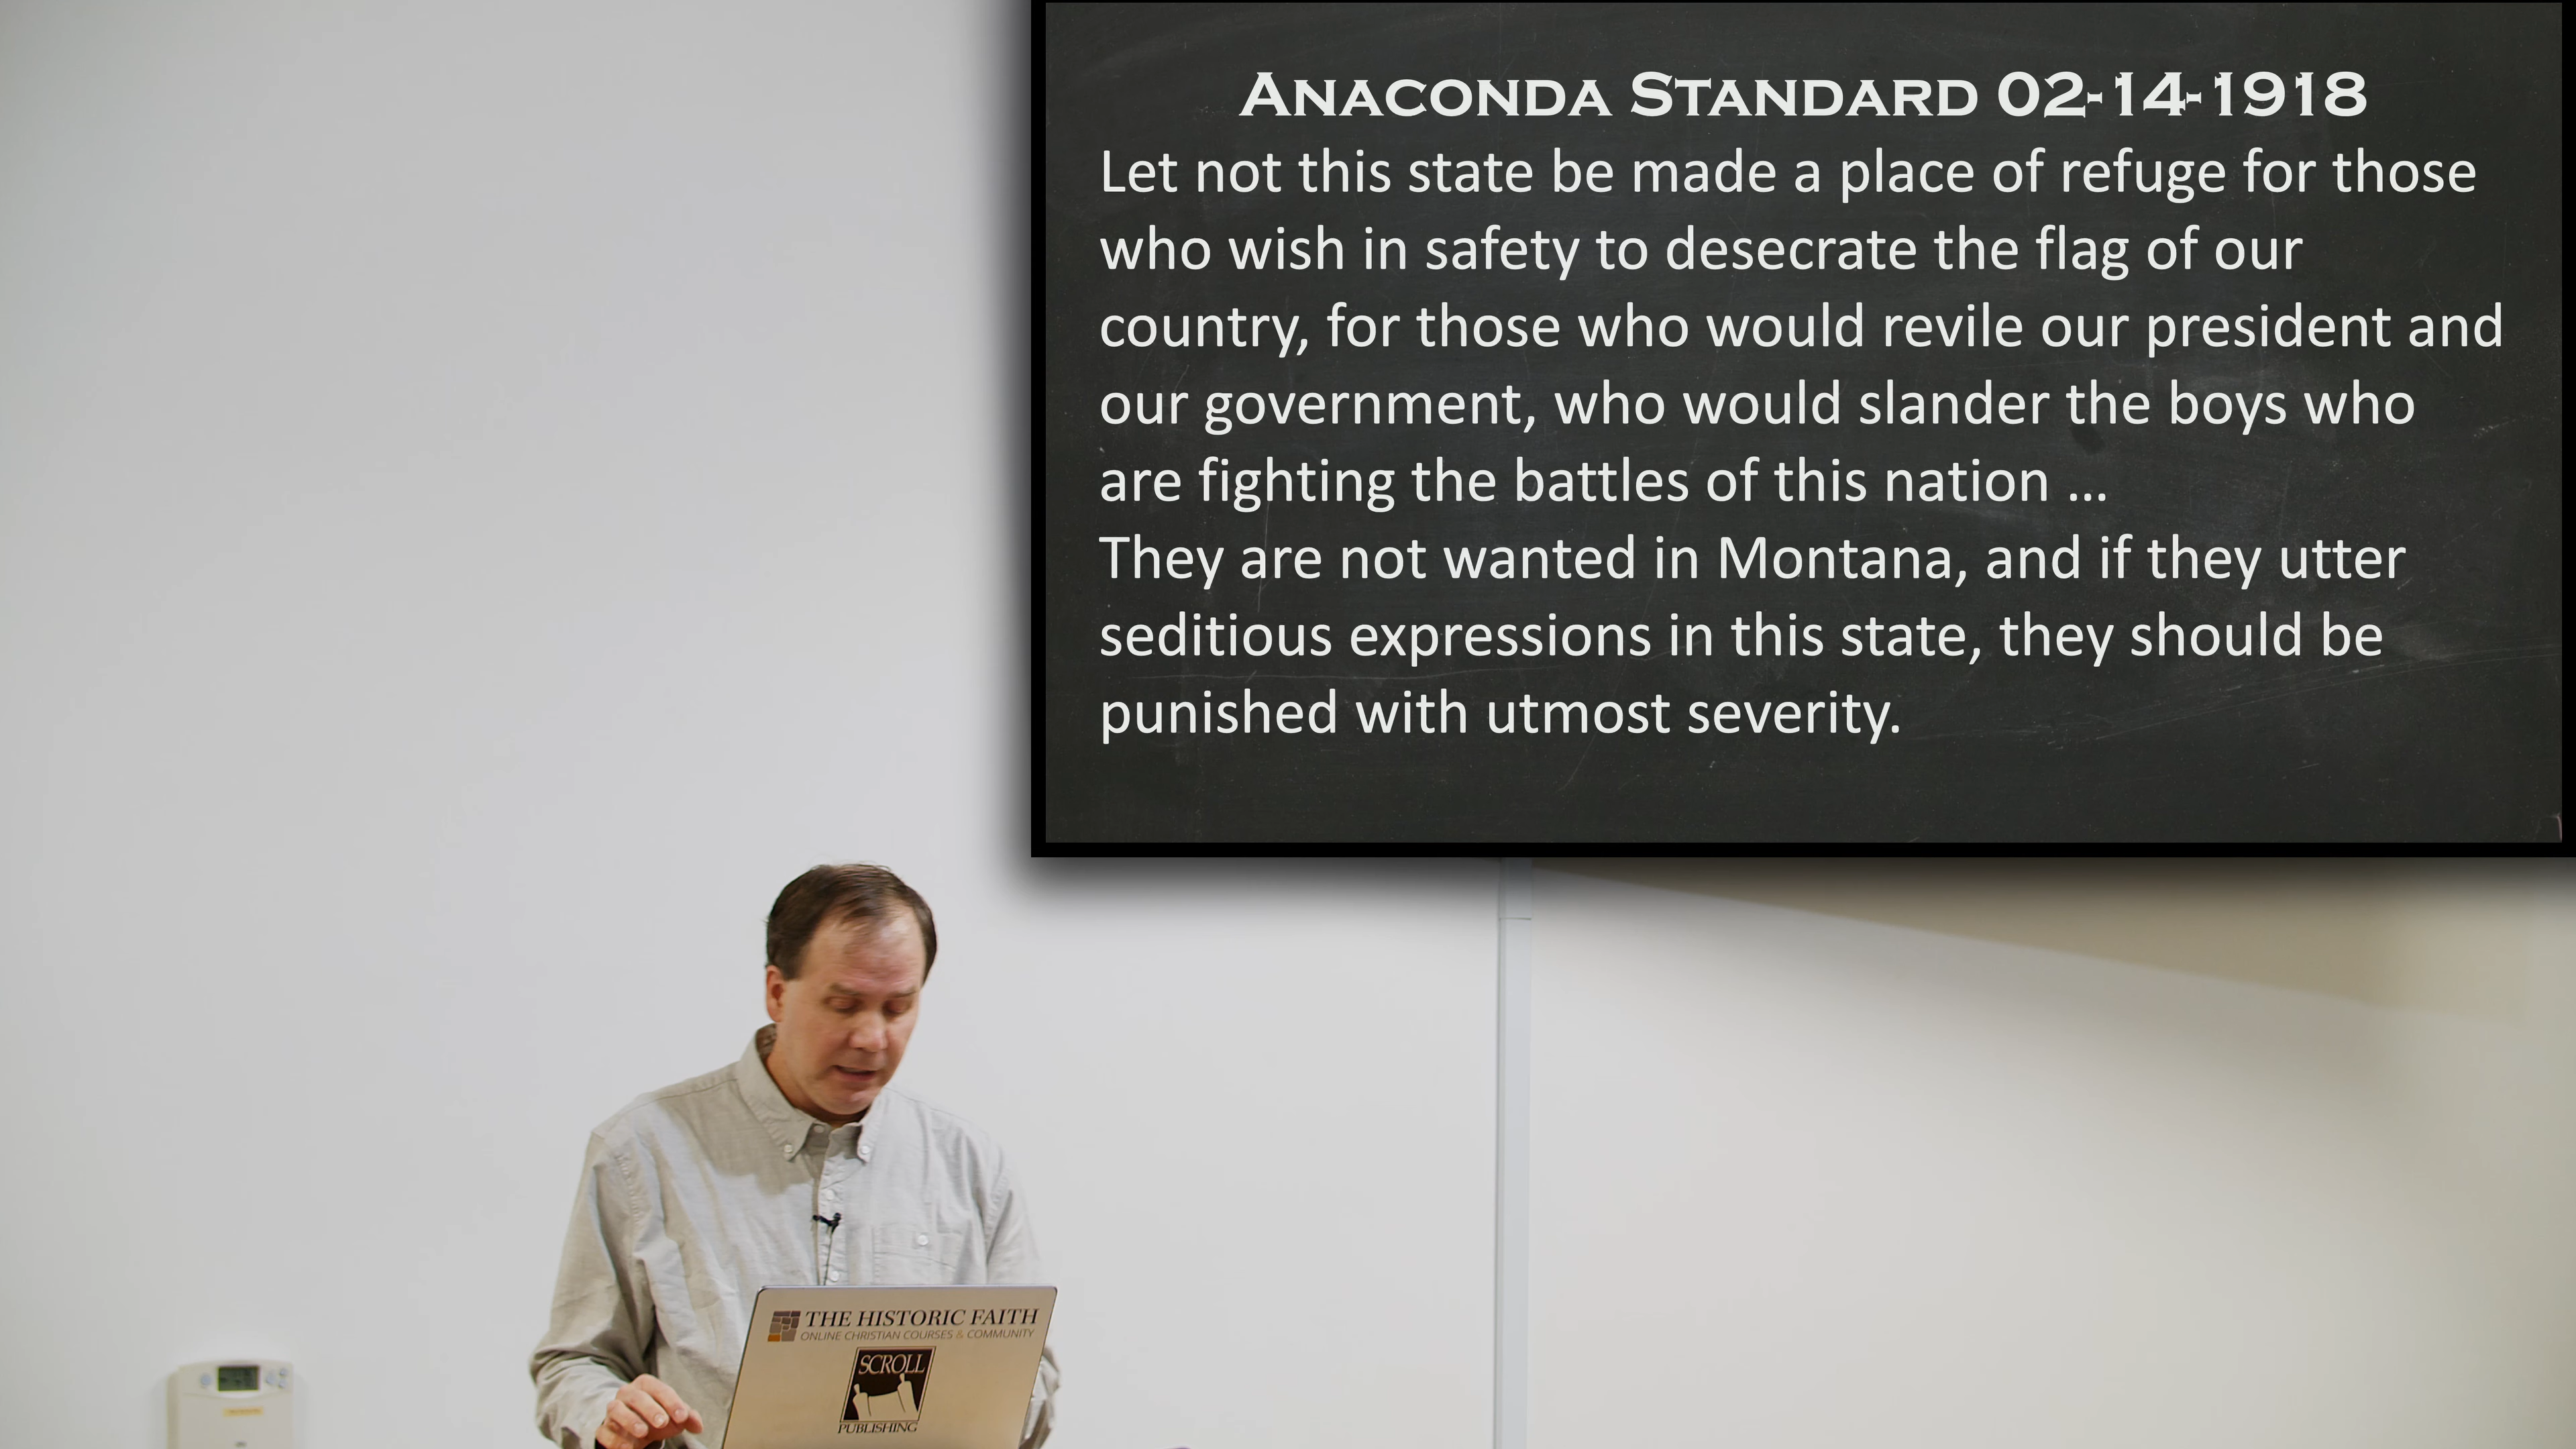 ANACONDA STANDARD 02-14-1918
Let not this state be made a place of refuge for those
who wish in safety to desecrate the flag of our
country, for those who would revile our president and
our government, who would slander the boys who
are fighting the battles of this nation ...
They are not wanted in Montana, and if they utter
seditious expressions in this state, they should be
punished with utmost severity.
THE HISTORIC FAITH
ONLINE CHRISTIAN COURSES & COMMUNITY
SCROLL
PUBLISHING